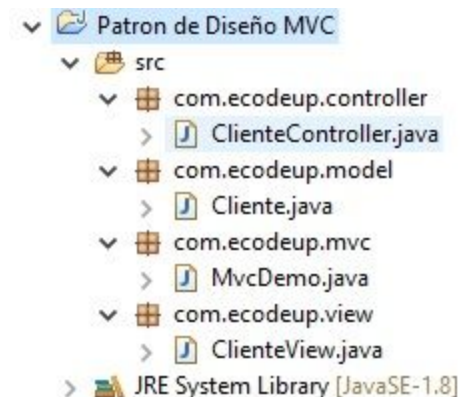 Patron de Diseño MVC
src
com.ecodeup.controller
ClienteController.java
com.ecodeup.model
Cliente.java
com.ecodeup.mvc
MvcDemo.java
com.ecodeup.view
ClienteView.java
JRE System Library [JavaSE-1.8]